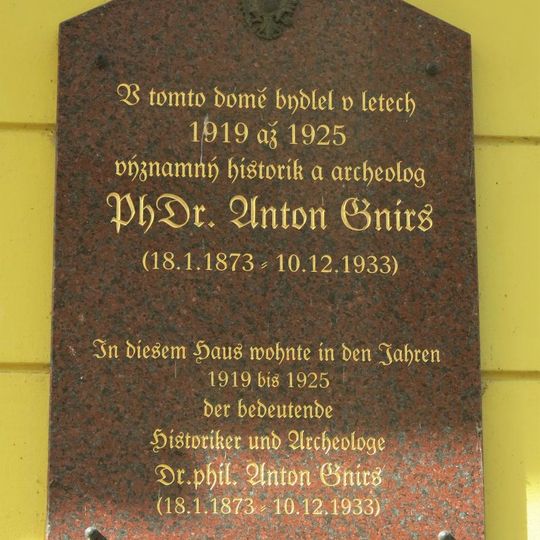 V tomto domě bydlel v letech
1919 až 1925
významný historik a archeolog
PhDr. Anton Gnirs
(18.1.1873 - 10.12.1933)
In diesem Haus wohnte in den Jahren
1919 bis 1925
der bedeutende
Historiker und Archeologe
Dr. phil. Anton Gnirs
(18.1.1873 - 10.12.1933)